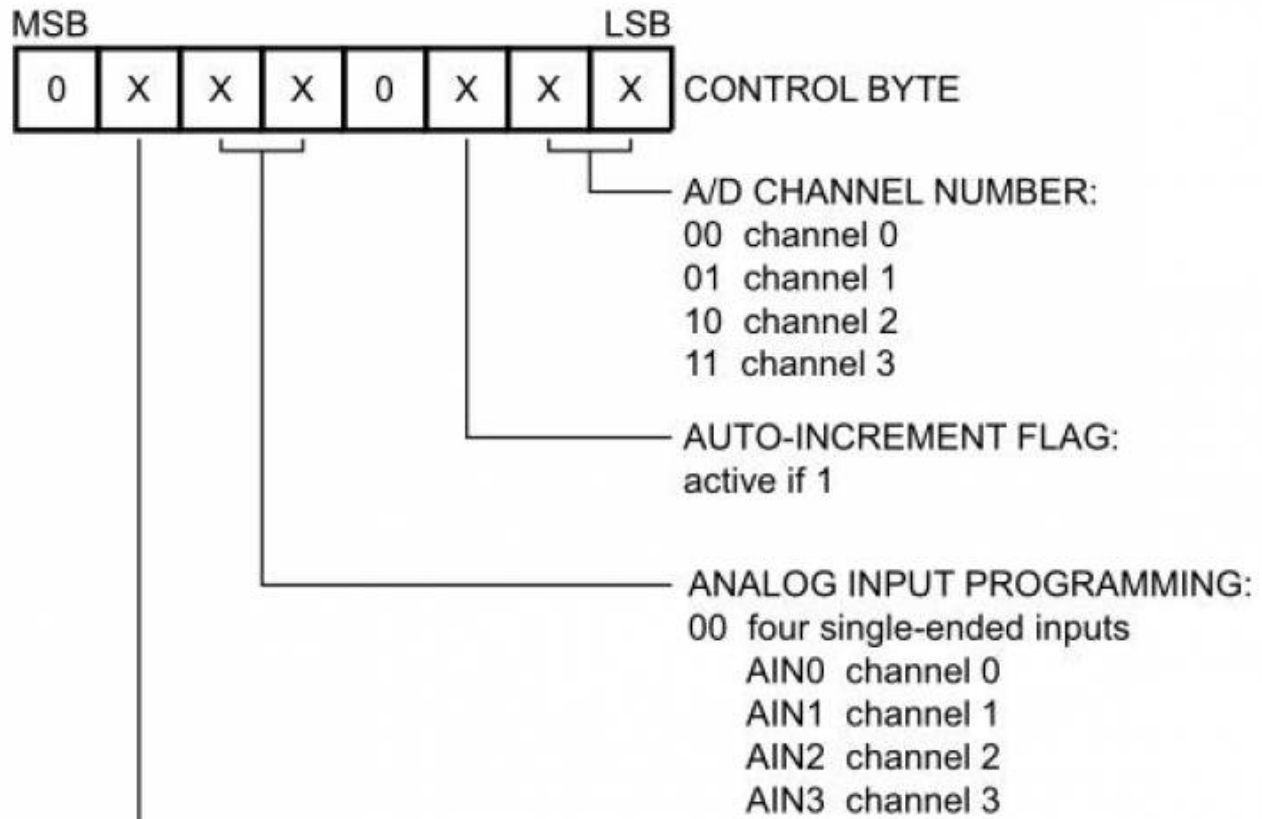 MSB LSB
0 X X X 0 X X X CONTROL BYTE
A/D CHANNEL NUMBER:
00 channel 0
01 channel 1
10 channel 2
11 channel 3
AUTO-INCREMENT FLAG:
active if 1
ANALOG INPUT PROGRAMMING:
00 four single-ended inputs
AIN0 channel 0
AIN1 channel 1
AIN2 channel 2
AIN3 channel 3